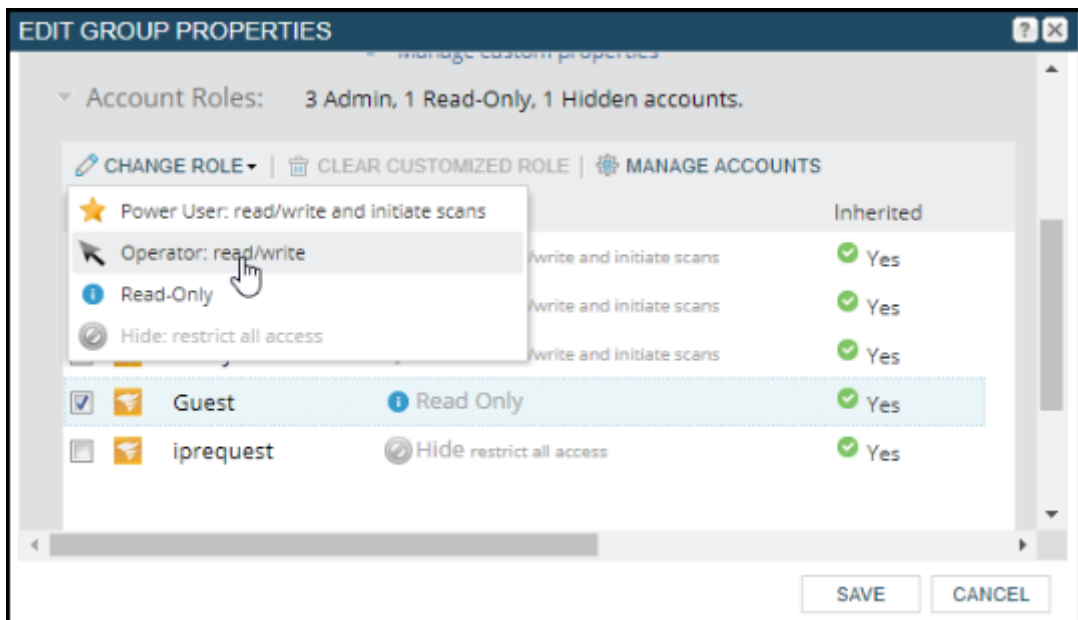 EDIT GROUP PROPERTIES
Manage custom properties
Account Roles: 3 Admin, 1 Read-Only, 1 Hidden accounts.
CHANGE ROLE | CLEAR CUSTOMIZED ROLE | MANAGE ACCOUNTS
Power User: read/write and initiate scans
Inherited
Operator: read/write
/write and initiate scans Yes
Read-Only
/write and initiate scans Yes
Hide: restrict all access
/write and initiate scans Yes
Guest Read Only Yes
iprequest Hide restrict all access Yes
SAVE CANCEL